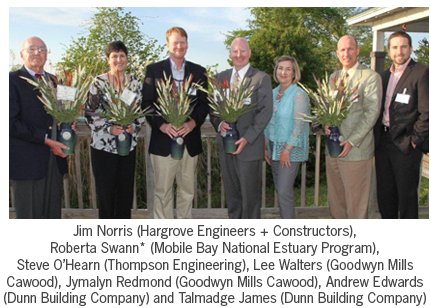 Jim Norris (Hargrove Engineers + Constructors),
Roberta Swann* (Mobile Bay National Estuary Program),
Steve O'Hearn (Thompson Engineering), Lee Walters (Goodwyn Mills
Cawood), Jymalyn Redmond (Goodwyn Mills Cawood), Andrew Edwards
(Dunn Building Company) and Talmadge James (Dunn Building Company)